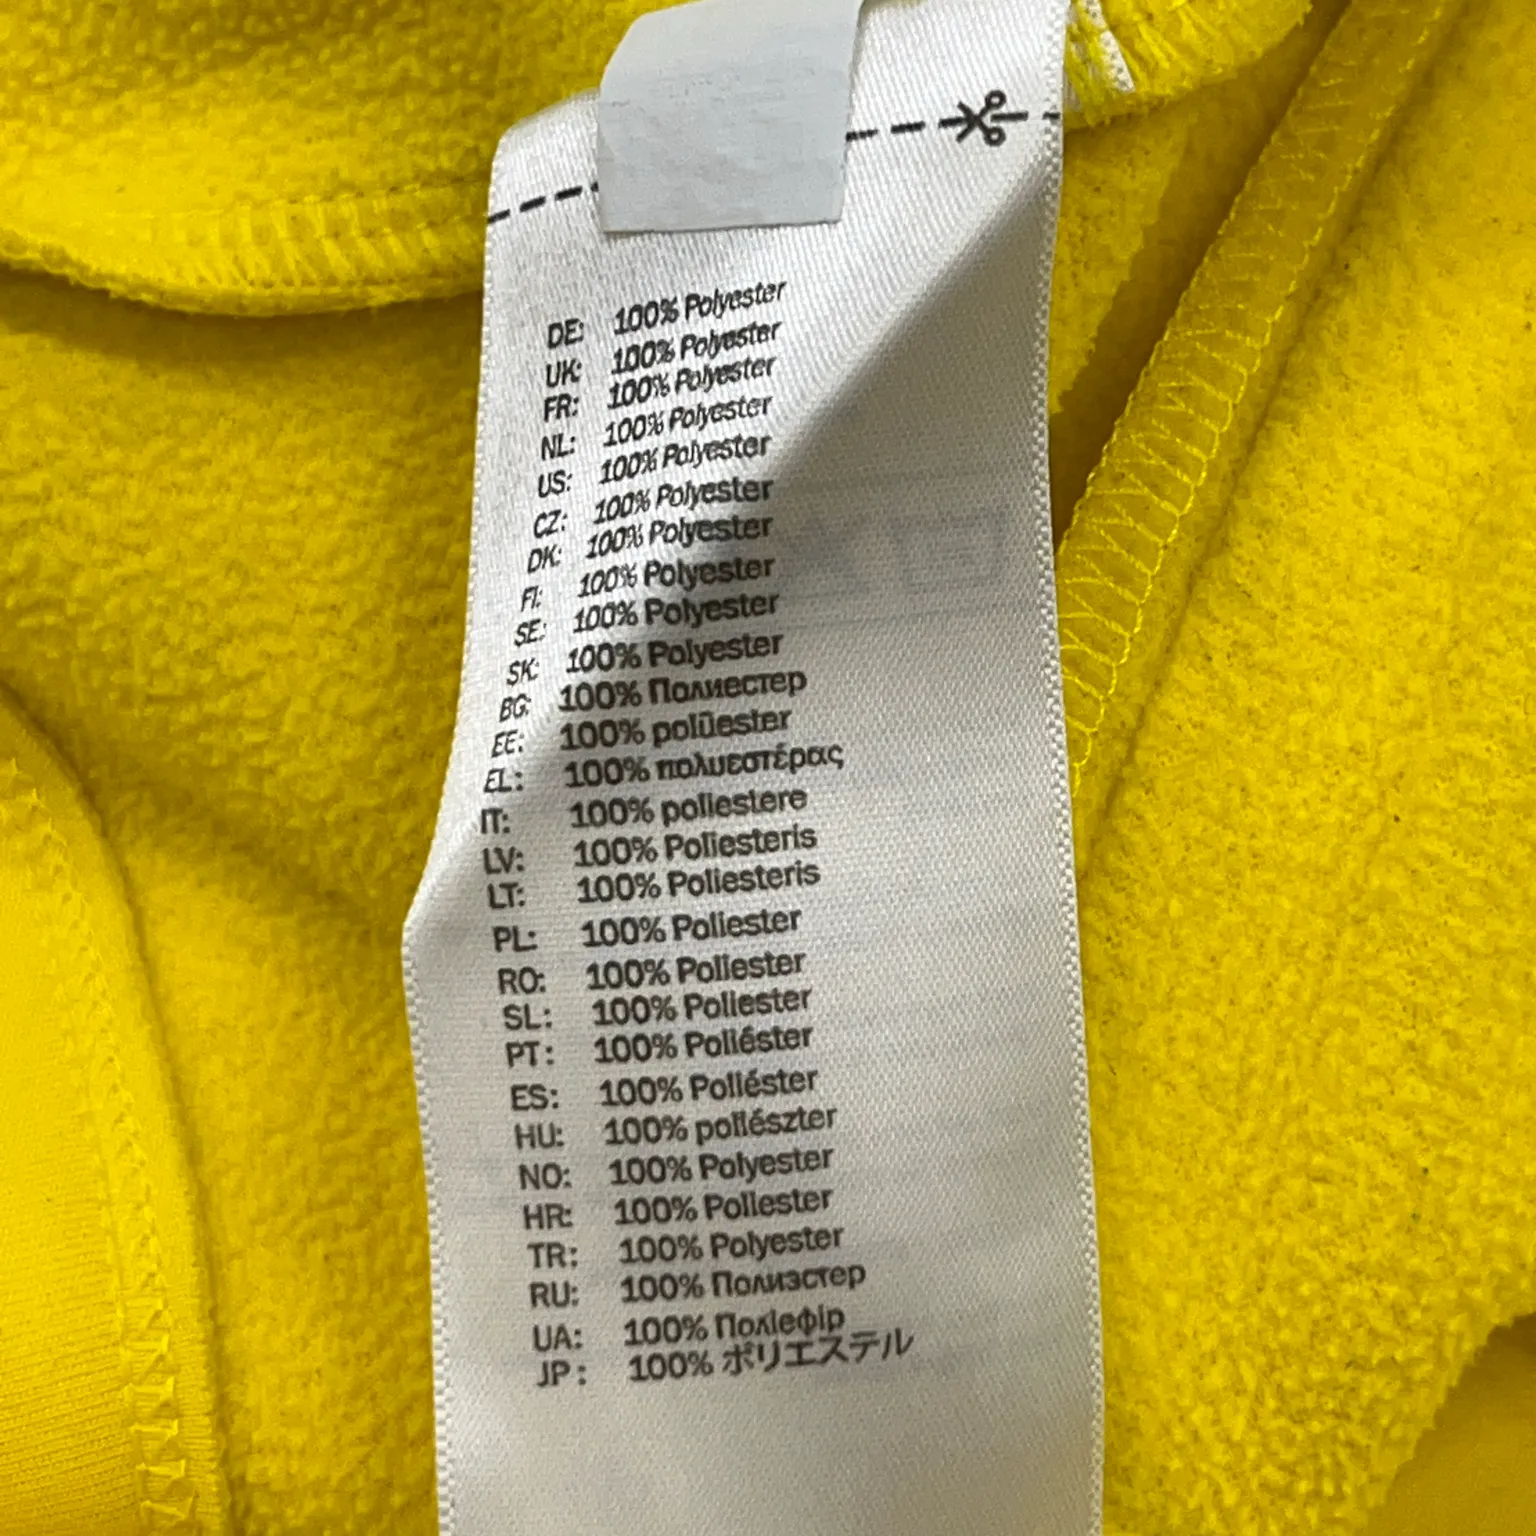 DE: 100% Polyester
UK: 100% Polyester
FR: 100% Polyester
NL: 100% Polyester
US: 100% Polyester
CZ: 100% Polyester
DK: 100% Polyester
FI: 100% Polyester
SE: 100% Polyester
SK: 100% Polyester
BG: 100% Полиестер
EE: 100% polüester
EL: 100% πολυεστέρας
IT: 100% poliestere
LV: 100% Poliesteris
LT: 100% Poliesteris
PL: 100% Poliester
RO: 100% Poliester
SL: 100% Poliester
PT: 100% Poliéster
ES: 100% Poliéster
HU: 100% poliészter
NO: 100% Polyester
HR: 100% Poliester
TR: 100% Polyester
RU: 100% Полиэстер
UA: 100% Поліефір
JP: 100% ポリエステル